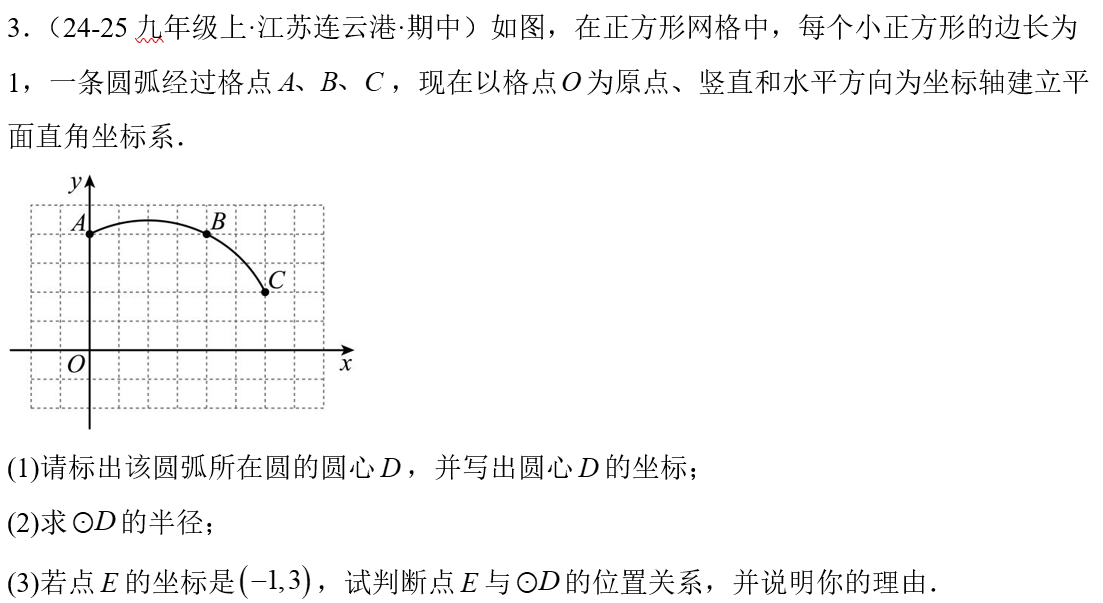 3.（24-25 九年级上·江苏连云港·期中）如图，在正方形网格中，每个小正方形的边长为
1，一条圆弧经过格点 A、B、C，现在以格点 O 为原点、竖直和水平方向为坐标轴建立平
面直角坐标系.
y
A
B
C
O
x
(1)请标出该圆弧所在圆的圆心 D，并写出圆心 D 的坐标；
(2)求⊙D 的半径；
(3)若点 E 的坐标是(−1,3)，试判断点 E 与⊙D 的位置关系，并说明你的理由.